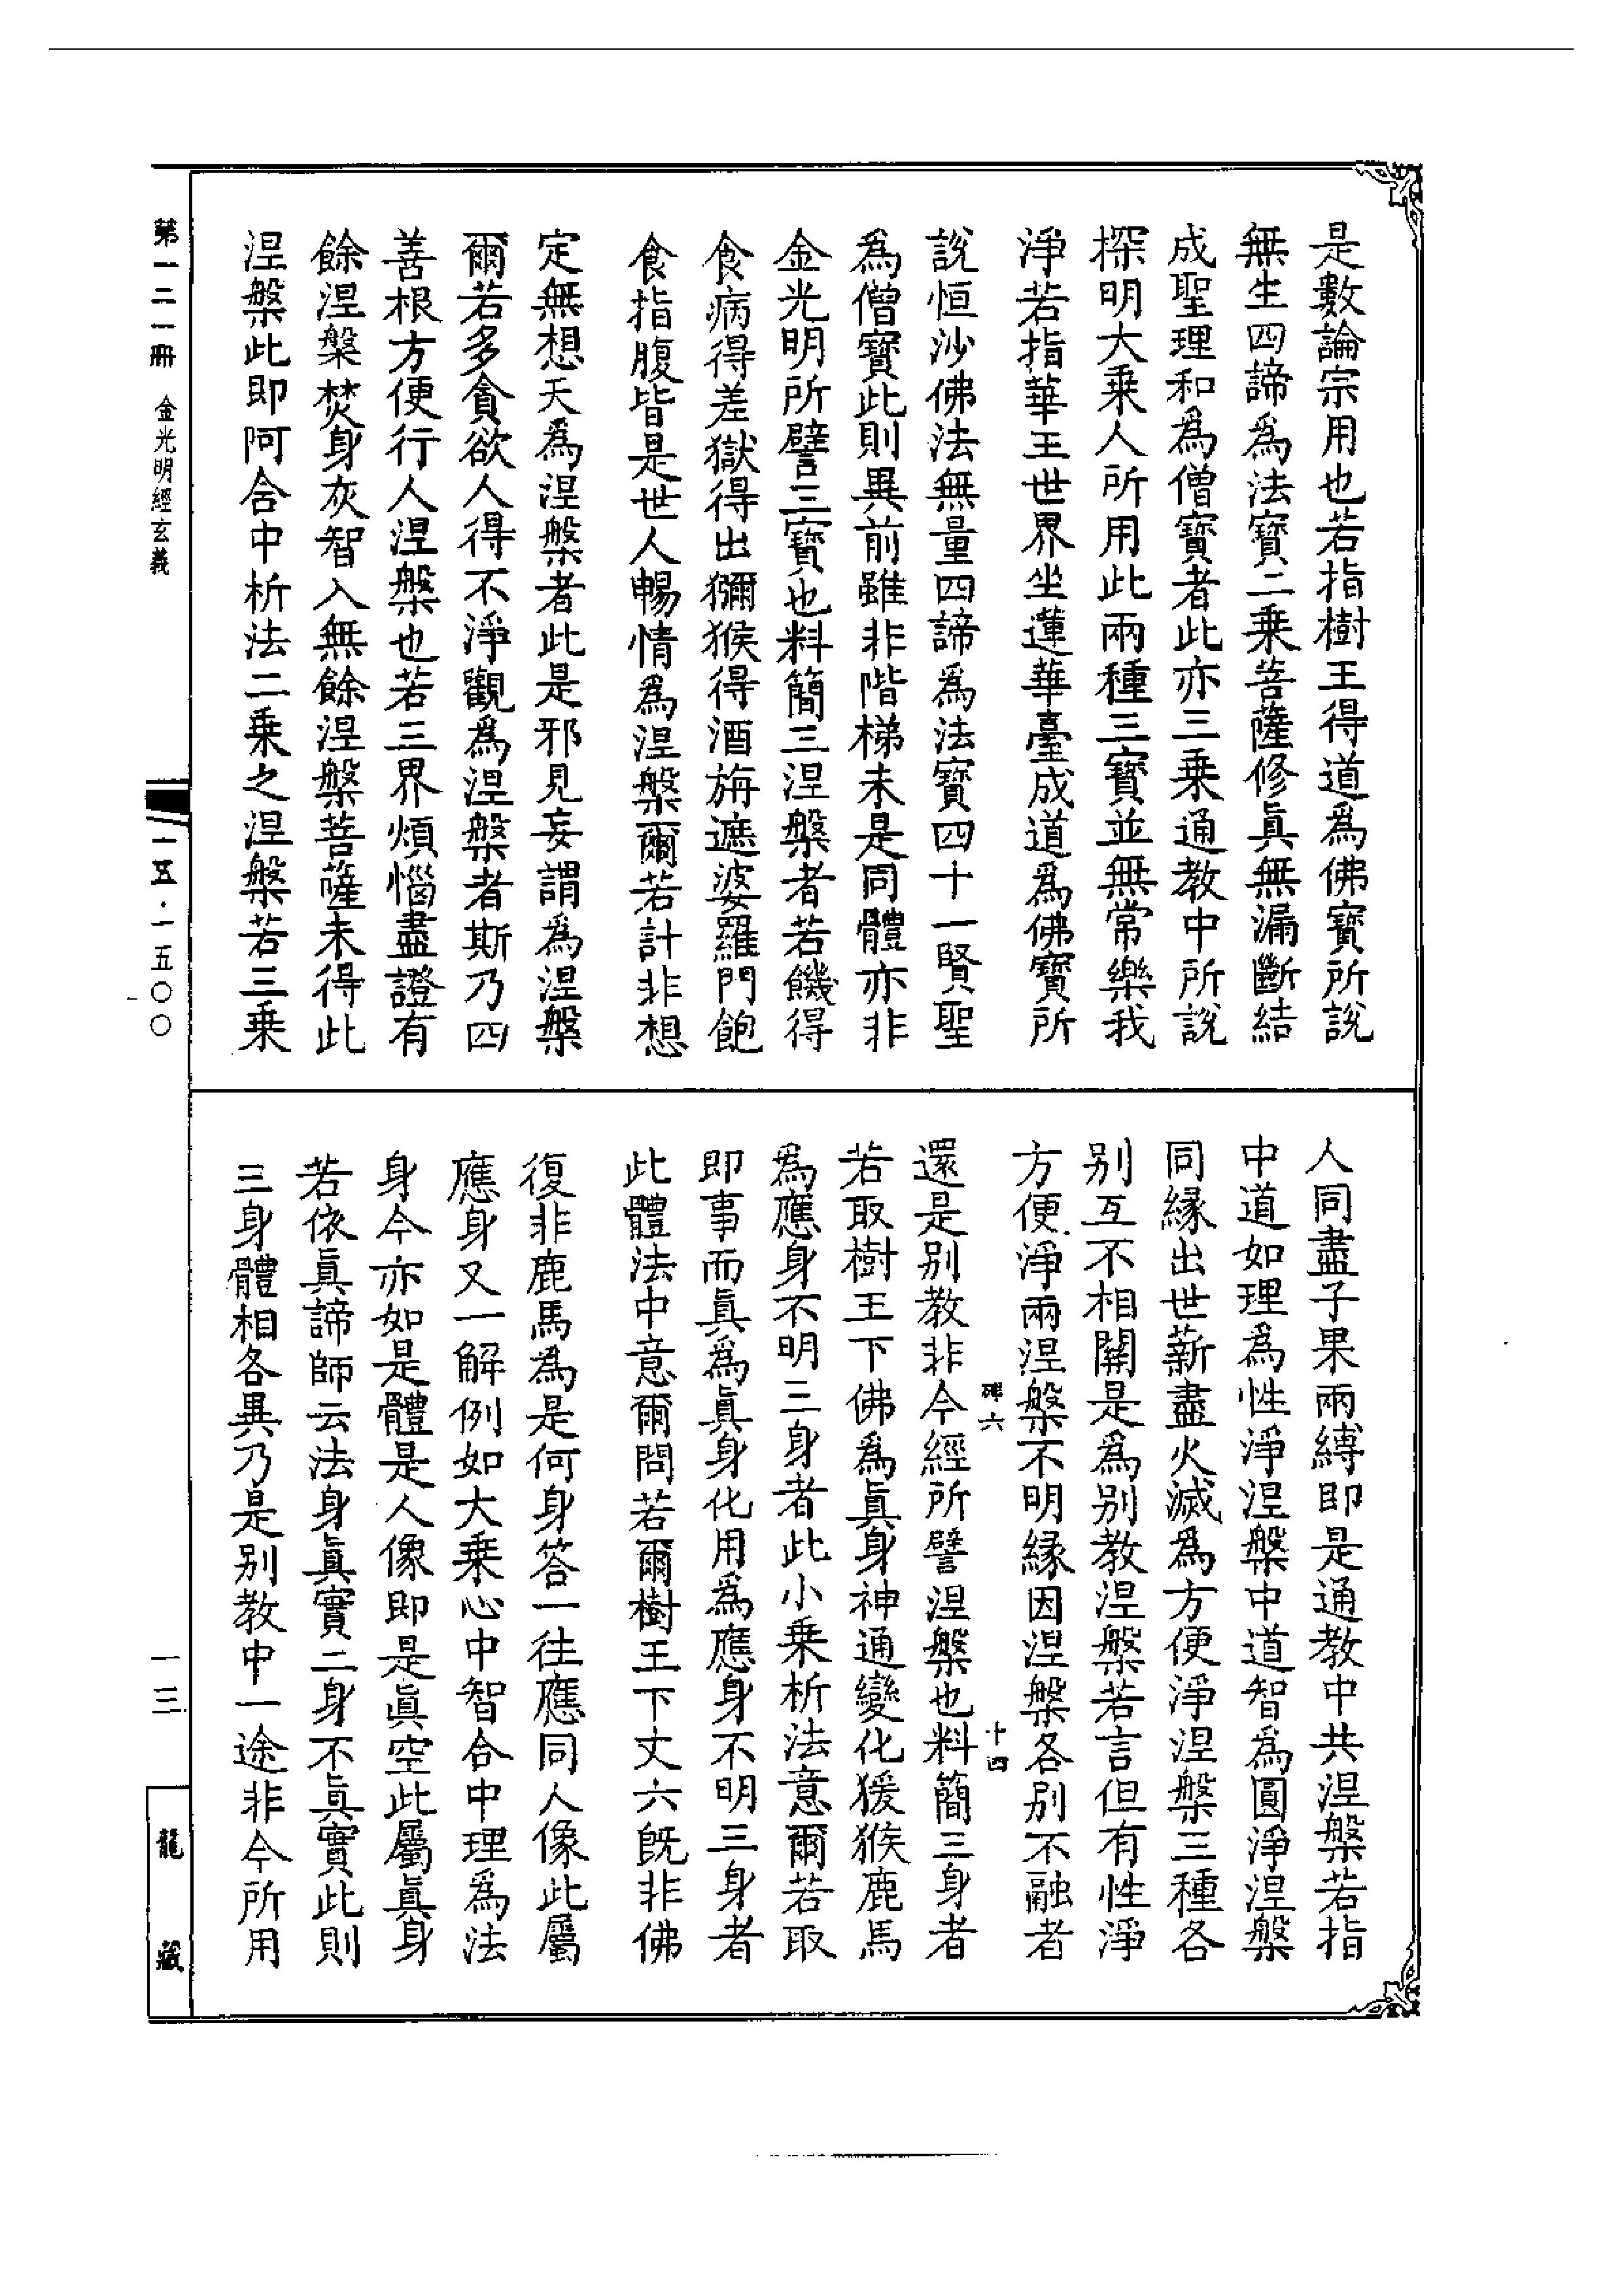 是數論宗用也若指樹王得道爲佛寶所說
無生四諦爲法寶二乘菩薩修眞無漏斷結
成聖理和爲僧寶者此亦三乘通教中所說
探明大乘人所用此兩種三寶並無常樂我
淨若指華王世界坐蓮華臺成道爲佛寶所
說恒沙佛法無量四諦爲法寶四十一賢聖
爲僧寶此則異前雖非階梯未是同體亦非
金光明所譬三寶也料簡三涅槃者若饑得
食病得差獄得出獼猴得酒旃遮婆羅門飽
食指腹皆是世人暢情爲涅槃爾若計非想
定無想天爲涅槃者此是邪見妄謂爲涅槃
爾若多貪欲人得不淨觀爲涅槃者斯乃四
善根方便行人涅槃也若三界煩惱盡證有
餘涅槃焚身灰智入無餘涅槃菩薩未得此
涅槃此即阿含中析法二乘之涅槃若三乘
人同盡子果兩縛即是通教中共涅槃若指
中道如理爲性淨涅槃中道智爲圓淨涅槃
同緣出世薪盡火滅爲方便淨涅槃三種各
別互不相關是爲別教涅槃若言但有性淨
方便淨兩涅槃不明緣因涅槃各別不融者
還是別教非今經所譬涅槃也料簡三身者
若取樹王下佛爲眞身神通變化猨猴鹿馬
爲應身不明三身者此小乘析法意爾若取
即事而眞爲眞身化用爲應身不明三身者
此體法中意爾問若爾樹王下丈六既非佛
復非鹿馬爲是何身答一往應同人像此屬
應身又一解例如大乘心中智合中理爲法
身今亦如是體是人像即是眞空此屬眞身
若依眞諦師云法身眞實二身不眞實此則
三身體相各異乃是別教中一途非今所用
十四
第一二一冊 金光明經玄義
一五·一五〇〇
一三
龍藏